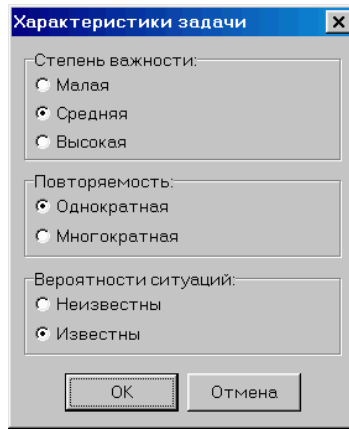 Характеристики задачи
Степень важности:
Малая
Средняя
Высокая
Повторяемость:
Однократная
Многократная
Вероятности ситуаций:
Неизвестны
Известны
OK Отмена